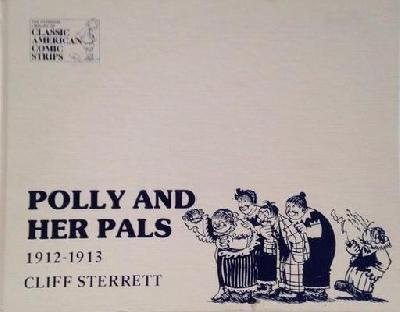 THE HYPERION
LIBRARY OF
CLASSIC
AMERICAN
COMIC
STRIPS
POLLY AND
HER PALS
1912-1913
CLIFF STERRETT